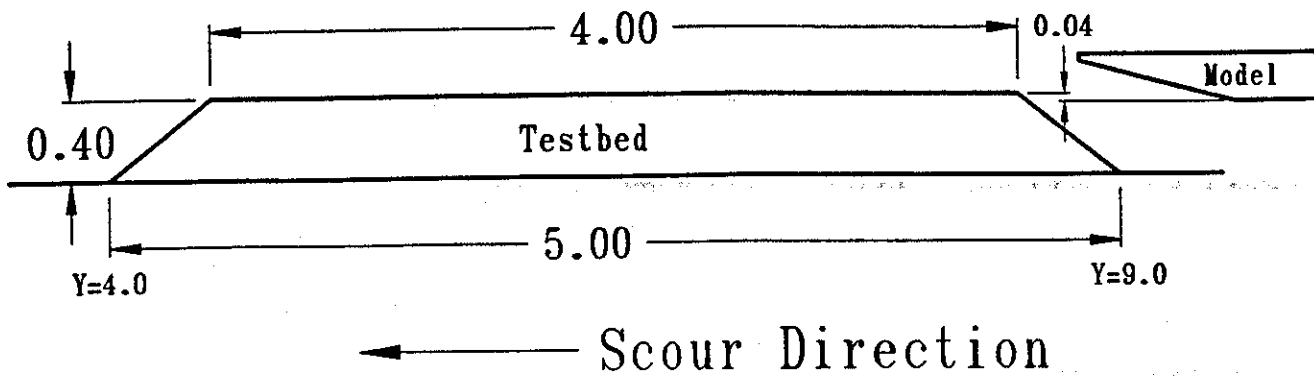 4.00
0.04
Model
0.40
Testbed
5.00
Y=4.0
Y=9.0
Scour Direction